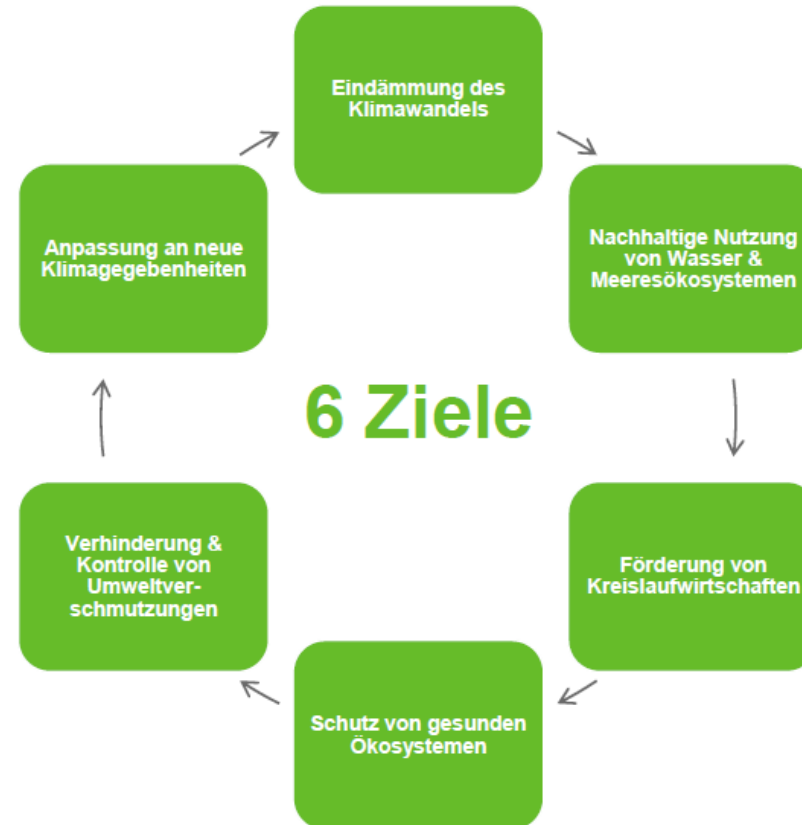 Eindämmung des
Klimawandels
Nachhaltige Nutzung
von Wasser &
Meeresökosystemen
Förderung von
Kreislaufwirtschaften
Schutz von gesunden
Ökosystemen
Verhinderung &
Kontrolle von
Umweltver-
schmutzungen
Anpassung an neue
Klimagegebenheiten
6 Ziele